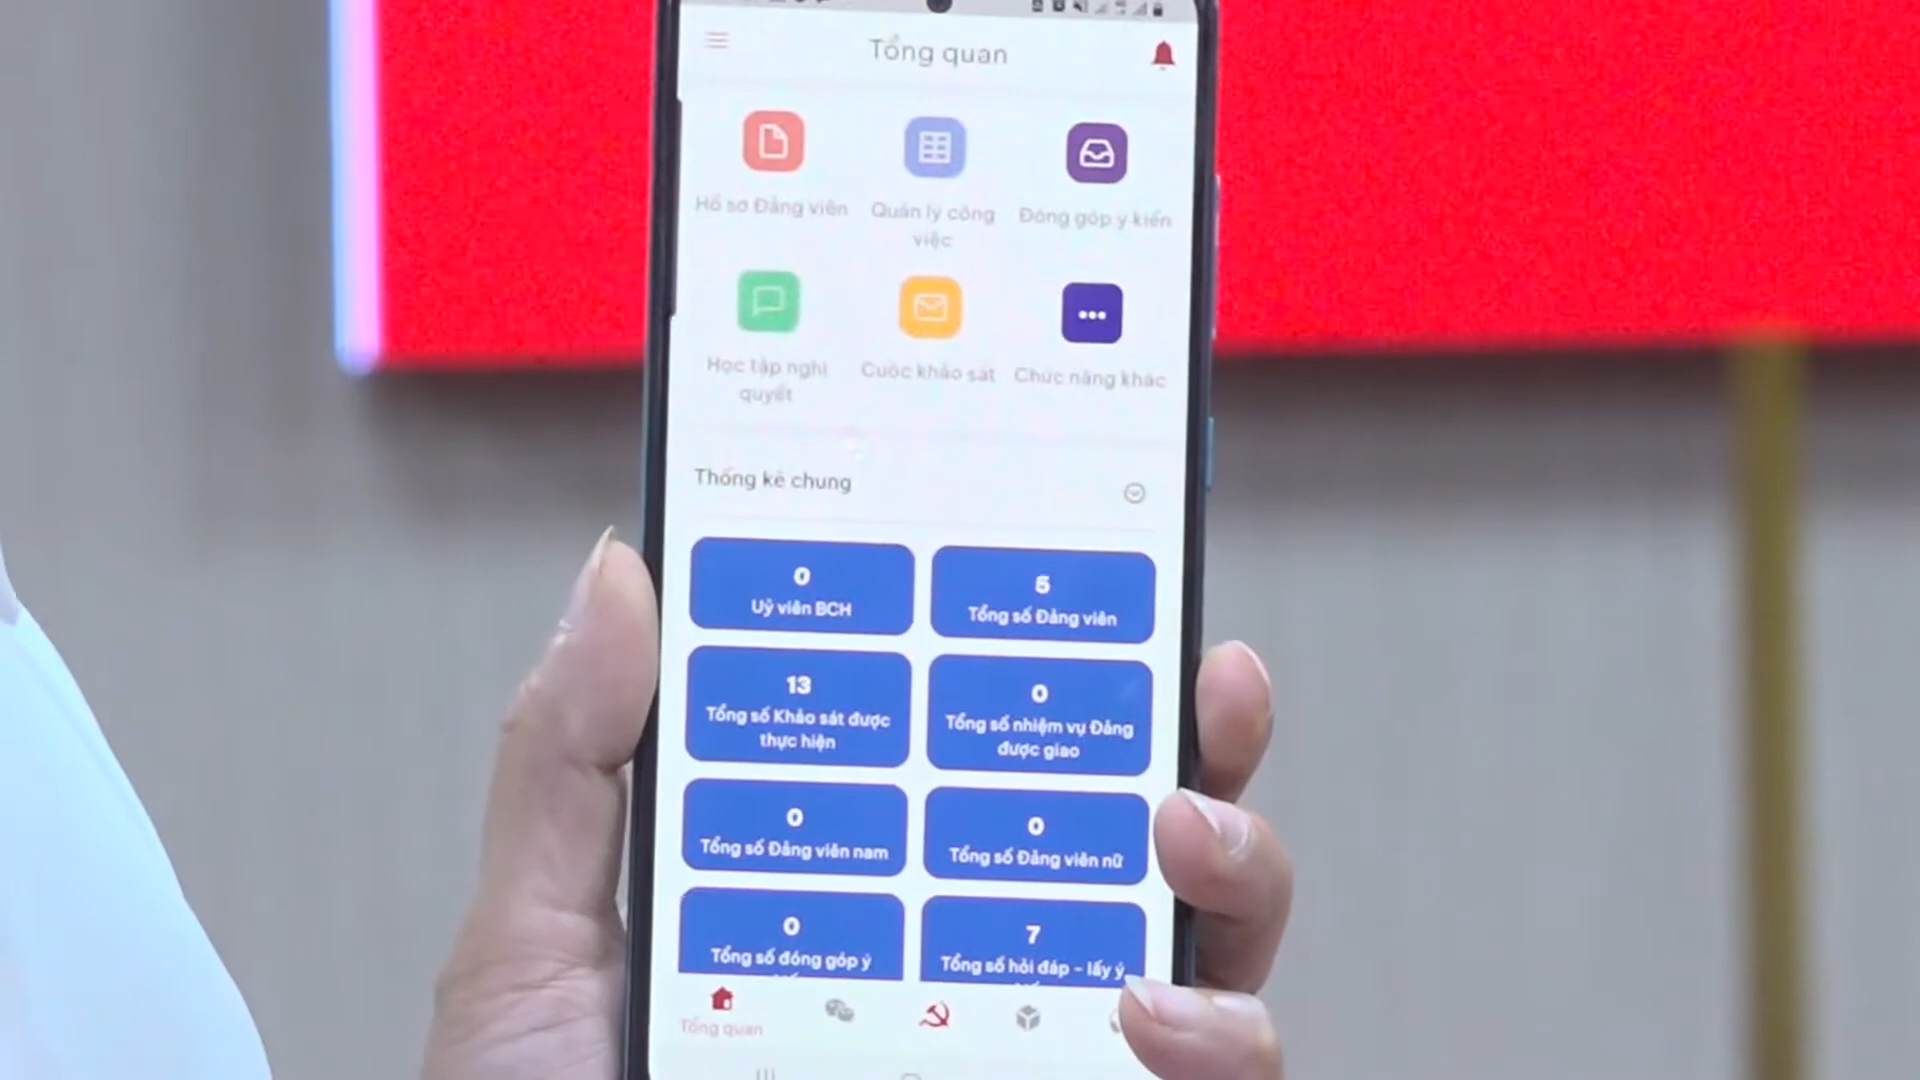 Tổng quan
Hồ sơ Đảng viên
Quản lý công
việc
Đóng góp ý kiến
Học tập nghị
quyết
Cuộc khảo sát
Chức năng khác
Thống kê chung
0
Uỷ viên BCH
5
Tổng số Đảng viên
13
Tổng số Khảo sát được
thực hiện
0
Tổng số nhiệm vụ Đảng
được giao
0
Tổng số Đảng viên nam
0
Tổng số Đảng viên nữ
0
Tổng số đóng góp ý
7
Tổng số hỏi đáp - lấy ý
Tổng quan